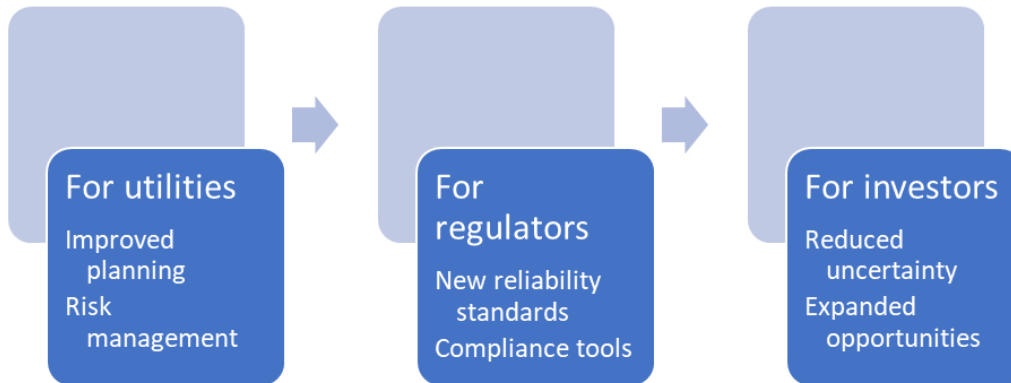 For utilities
Improved
planning
Risk
management
For
regulators
New reliability
standards
Compliance tools
For investors
Reduced
uncertainty
Expanded
opportunities